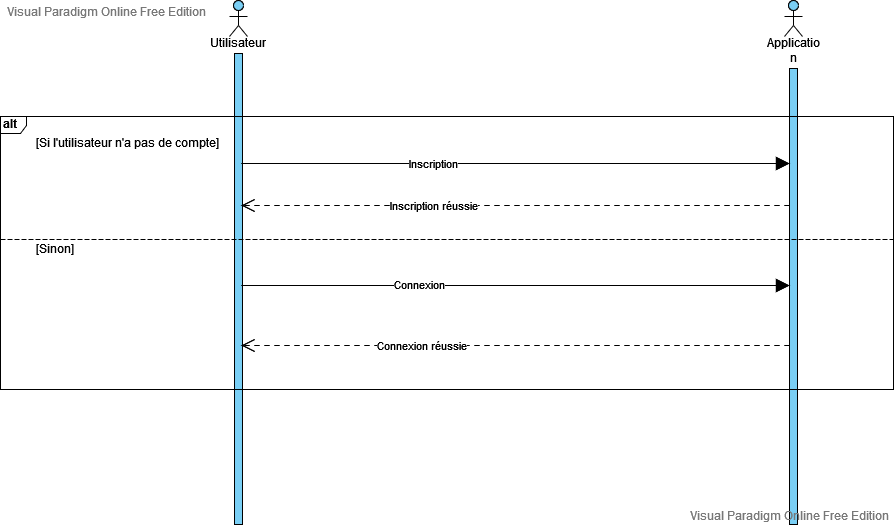 Visual Paradigm Online Free Edition
Utilisateur
Applicatio
n
alt
[Si l'utilisateur n'a pas de compte]
Inscription
Inscription réussie
[Sinon]
Connexion
Connexion réussie
Visual Paradigm Online Free Edition